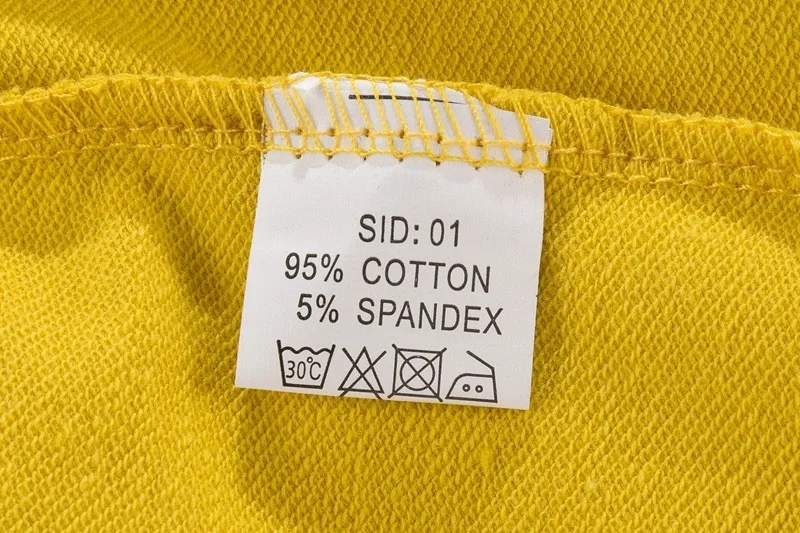 SID: 01
95% COTTON
5% SPANDEX
30℃